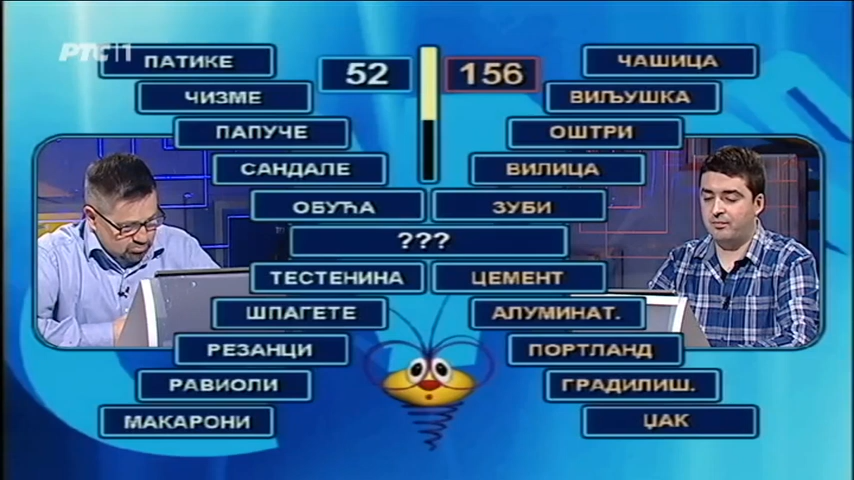 РТС 1
ПАТИКЕ
52
156
ЧАШИЦА
ЧИЗМЕ
ВИЉУШКА
ПАПУЧЕ
ОШТРИ
САНДАЛЕ
ВИЛИЦА
ОБУЋА
ЗУБИ
???
ТЕСТЕНИНА
ЦЕМЕНТ
ШПАГЕТЕ
АЛУМИНАТ.
РЕЗАНЦИ
ПОРТЛАНД
РАВИОЛИ
ГРАДИЛИШ.
МАКАРОНИ
ЏАК